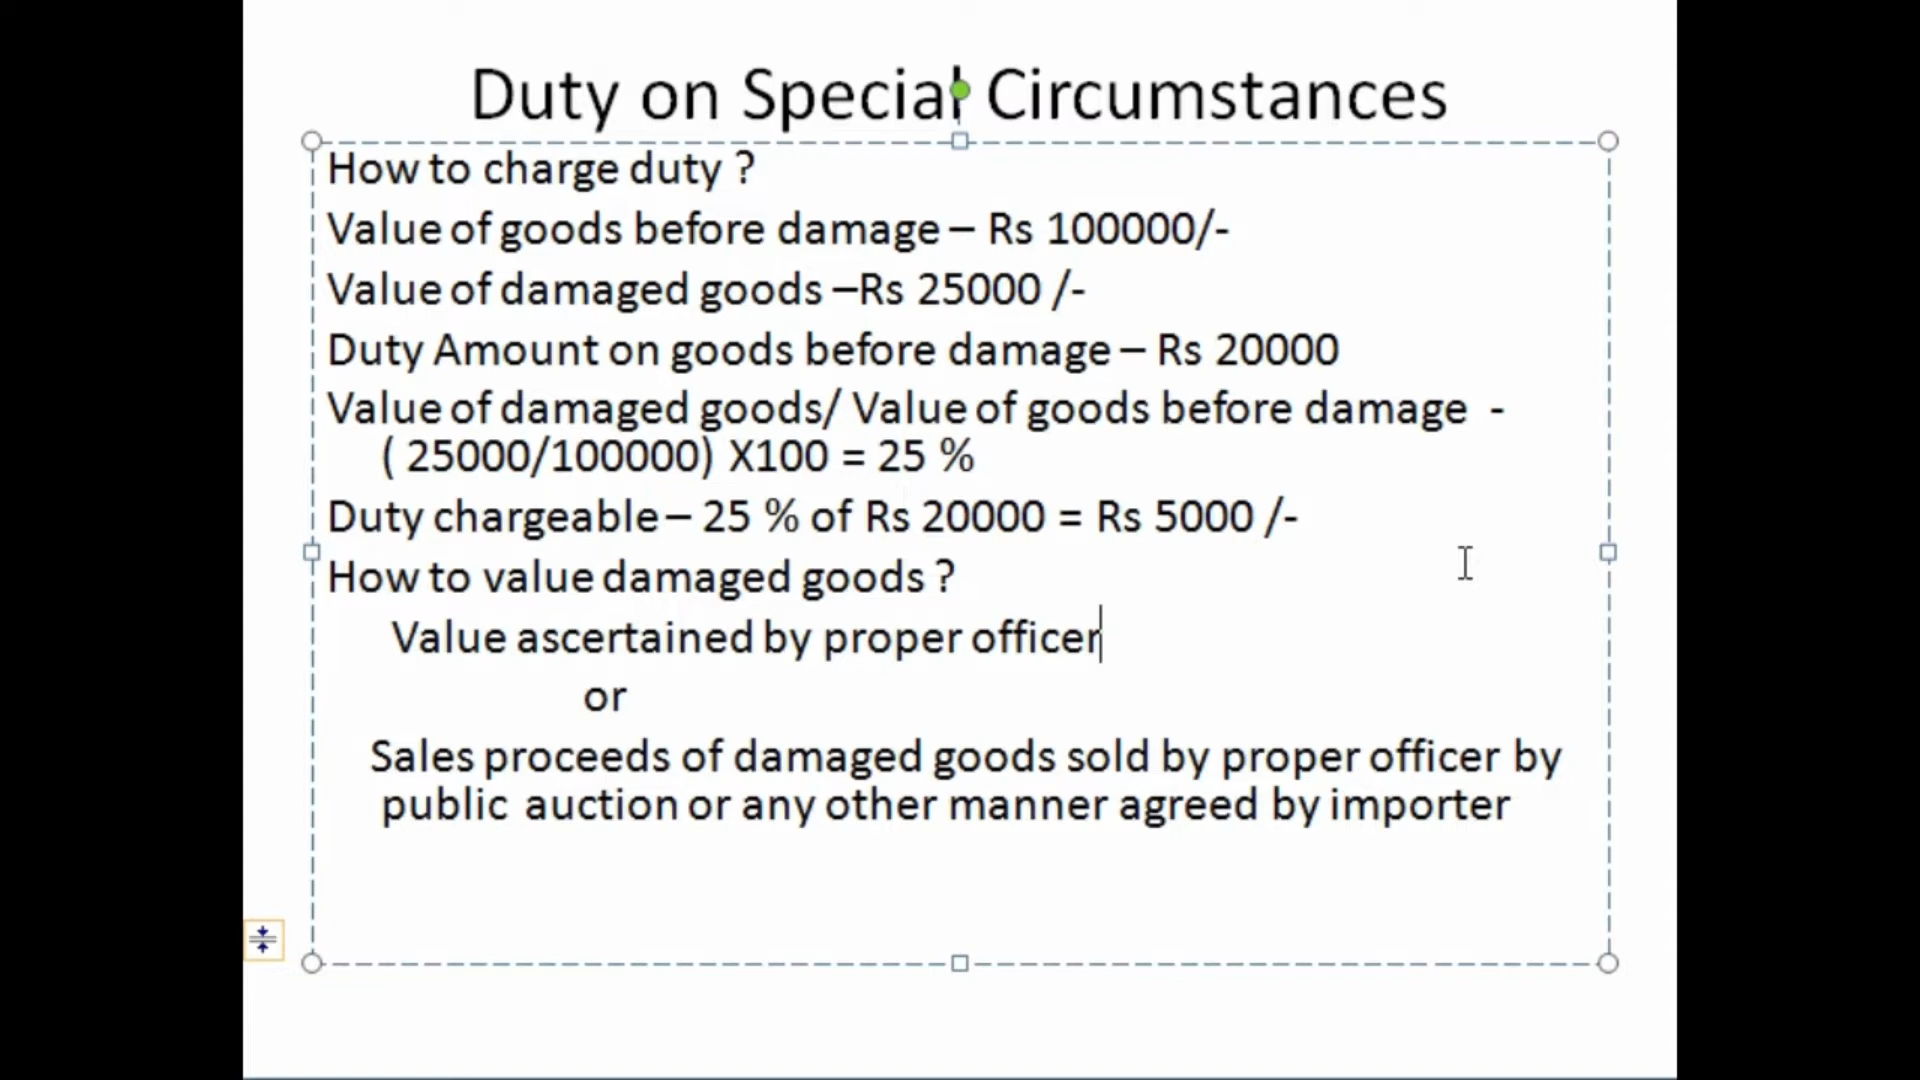 Duty on Special Circumstances
How to charge duty ?
Value of goods before damage – Rs 100000/-
Value of damaged goods –Rs 25000 /-
Duty Amount on goods before damage – Rs 20000
Value of damaged goods/ Value of goods before damage -
( 25000/100000) X100 = 25 %
Duty chargeable – 25 % of Rs 20000 = Rs 5000 /-
How to value damaged goods ?
Value ascertained by proper officer
or
Sales proceeds of damaged goods sold by proper officer by
public auction or any other manner agreed by importer